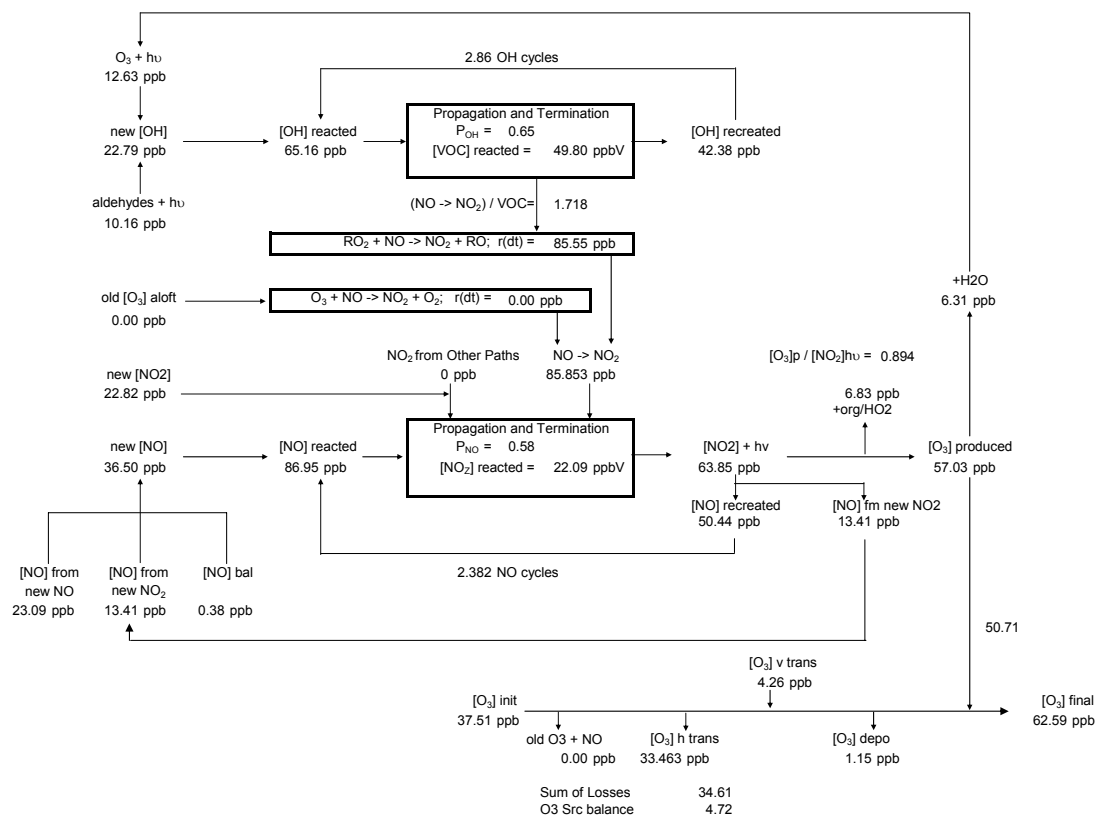 O₃ + hυ
12.63 ppb
2.86 OH cycles
new [OH]
22.79 ppb
[OH] reacted
65.16 ppb
Propagation and Termination
P_OH = 0.65
[VOC] reacted = 49.80 ppbV
[OH] recreated
42.38 ppb
aldehydes + hυ
10.16 ppb
(NO -> NO₂) / VOC= 1.718
RO₂ + NO -> NO₂ + RO; r(dt) = 85.55 ppb
old [O₃] aloft
0.00 ppb
O₃ + NO -> NO₂ + O₂; r(dt) = 0.00 ppb
+H2O
6.31 ppb
NO₂ from Other Paths
0 ppb
NO -> NO₂
85.853 ppb
[O₃]p / [NO₂]hυ = 0.894
new [NO2]
22.82 ppb
6.83 ppb
+org/HO2
new [NO]
36.50 ppb
[NO] reacted
86.95 ppb
Propagation and Termination
P_NO = 0.58
[NO_Z] reacted = 22.09 ppbV
[NO2] + hv
63.85 ppb
[O₃] produced
57.03 ppb
[NO] recreated
50.44 ppb
[NO] fm new NO2
13.41 ppb
2.382 NO cycles
[NO] from
new NO
23.09 ppb
[NO] from
new NO₂
13.41 ppb
[NO] bal
0.38 ppb
50.71
[O₃] v trans
4.26 ppb
[O₃] init
37.51 ppb
[O₃] final
62.59 ppb
old O3 + NO
0.00 ppb
[O₃] h trans
33.463 ppb
[O₃] depo
1.15 ppb
Sum of Losses 34.61
O3 Src balance 4.72